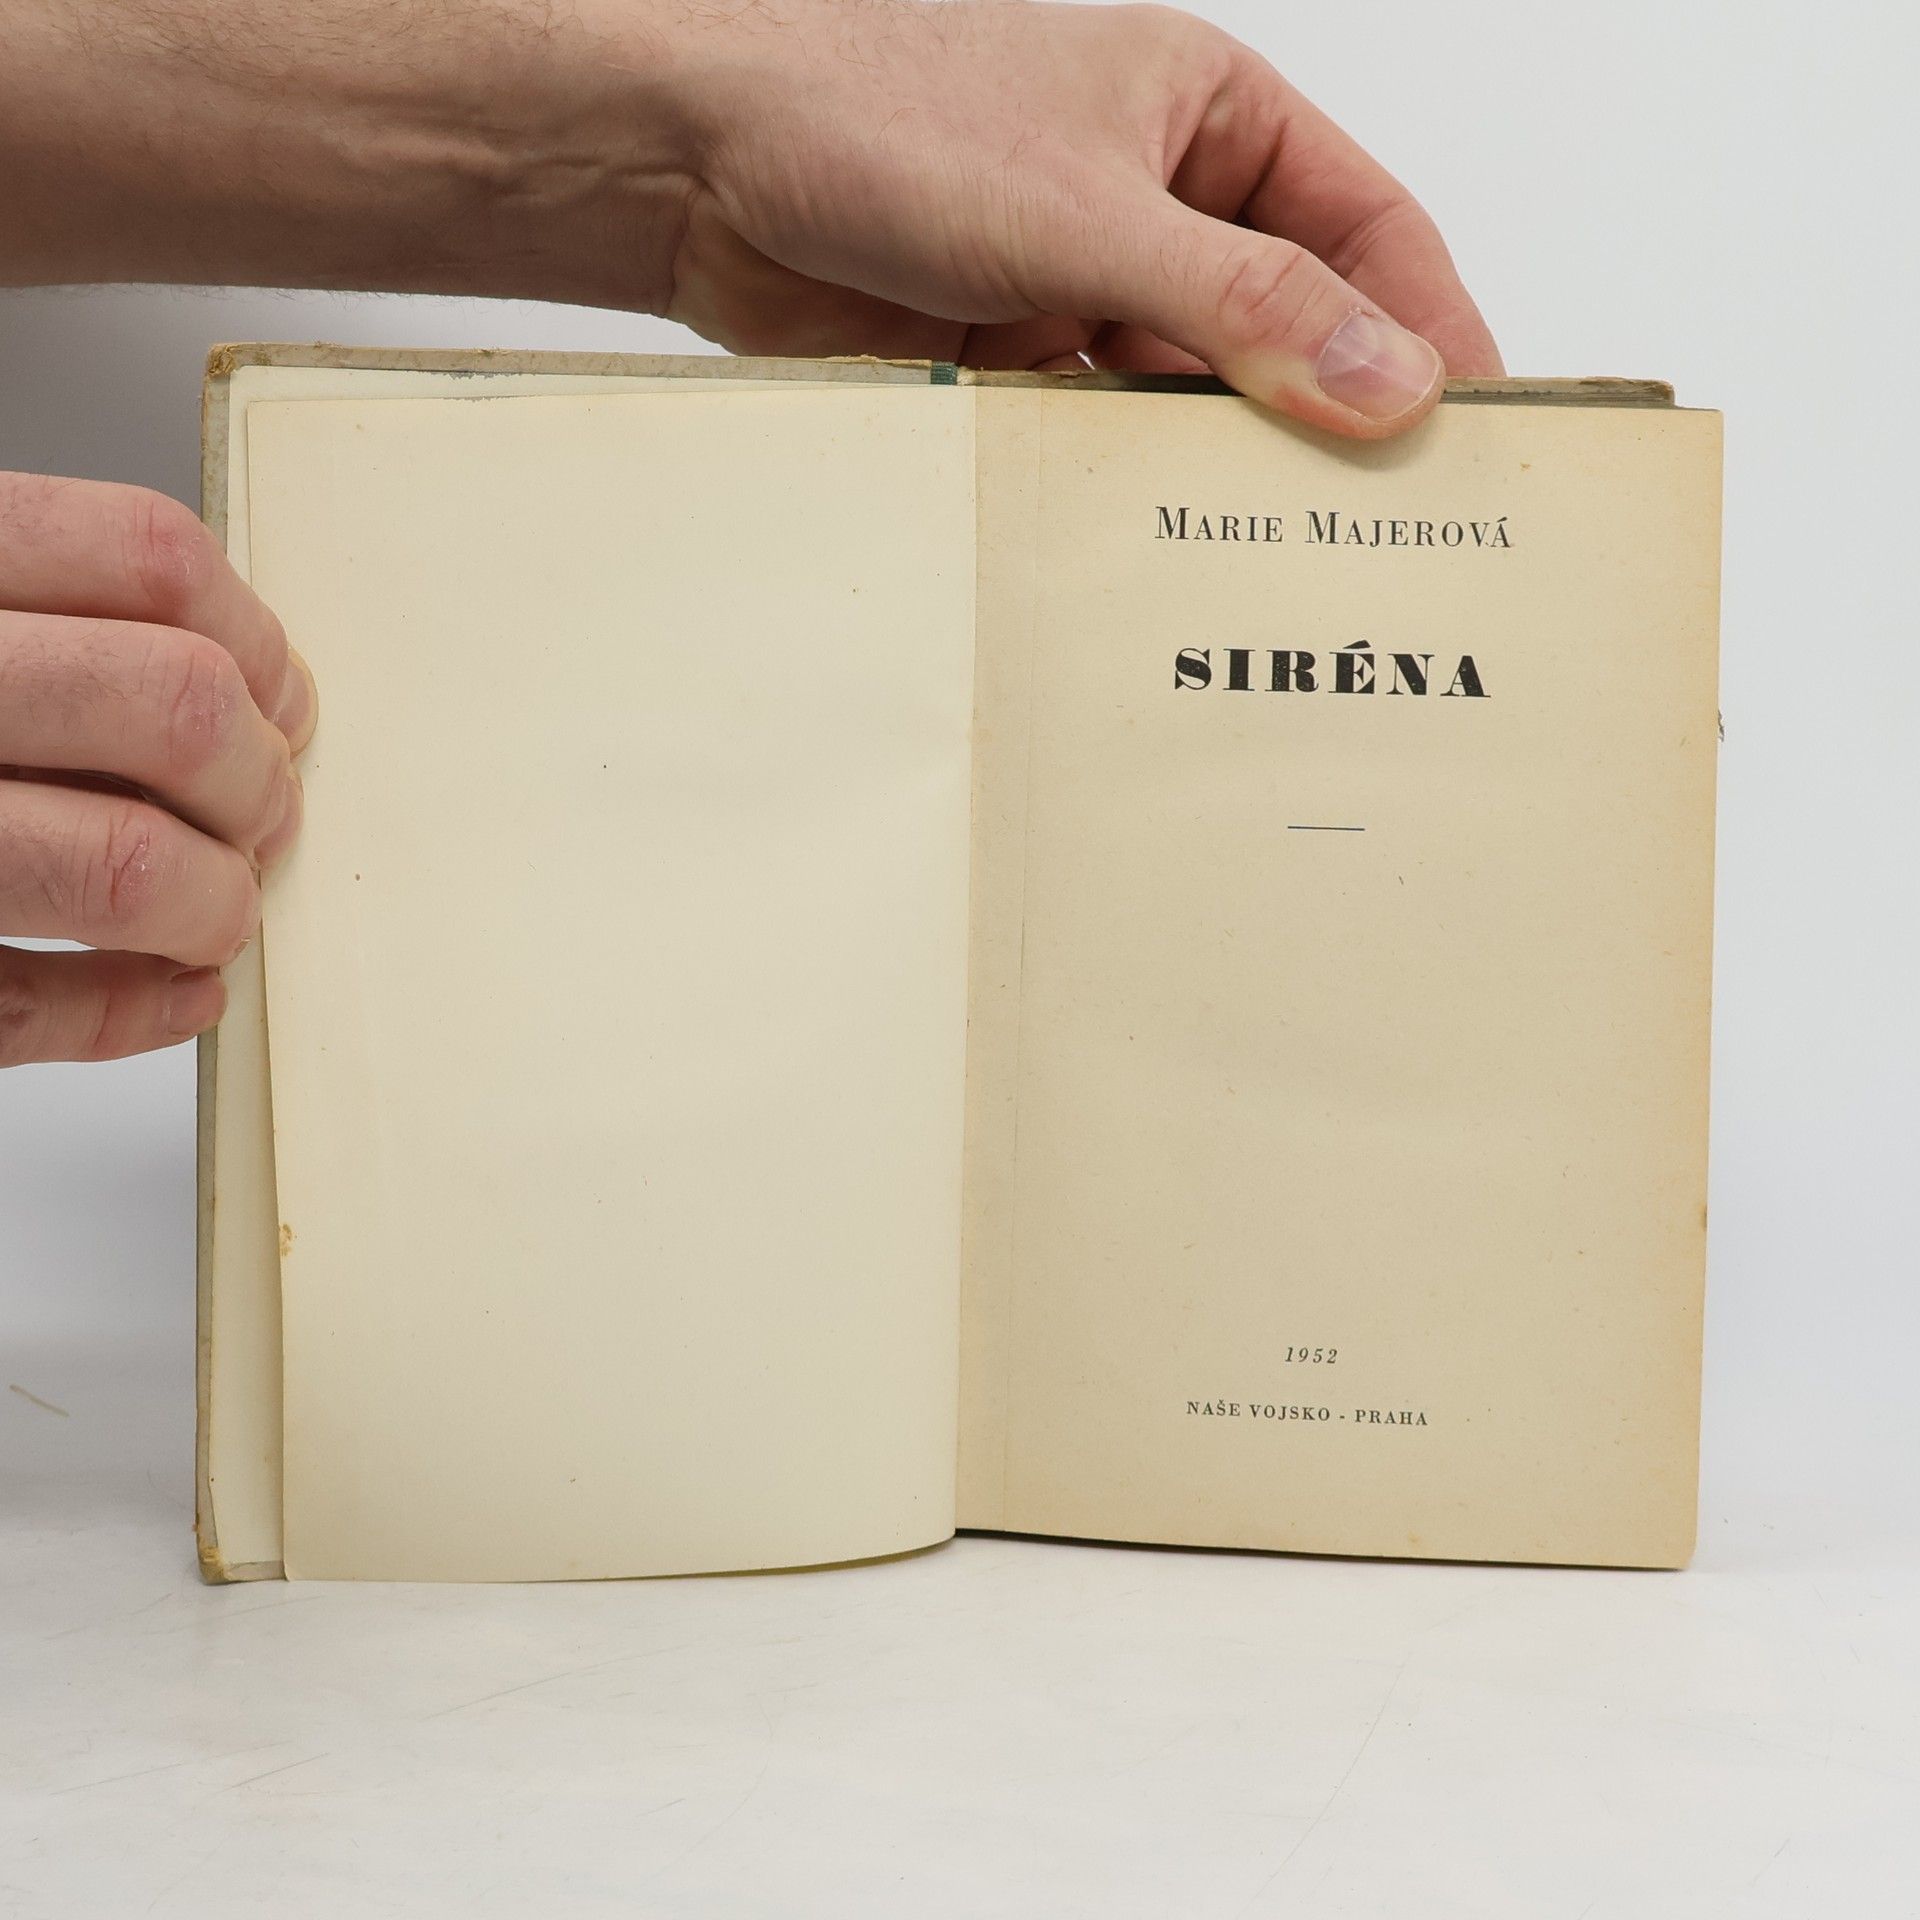 MARIE MAJEROVÁ
SIRÉNA
1952
NAŠE VOJSKO - PRAHA